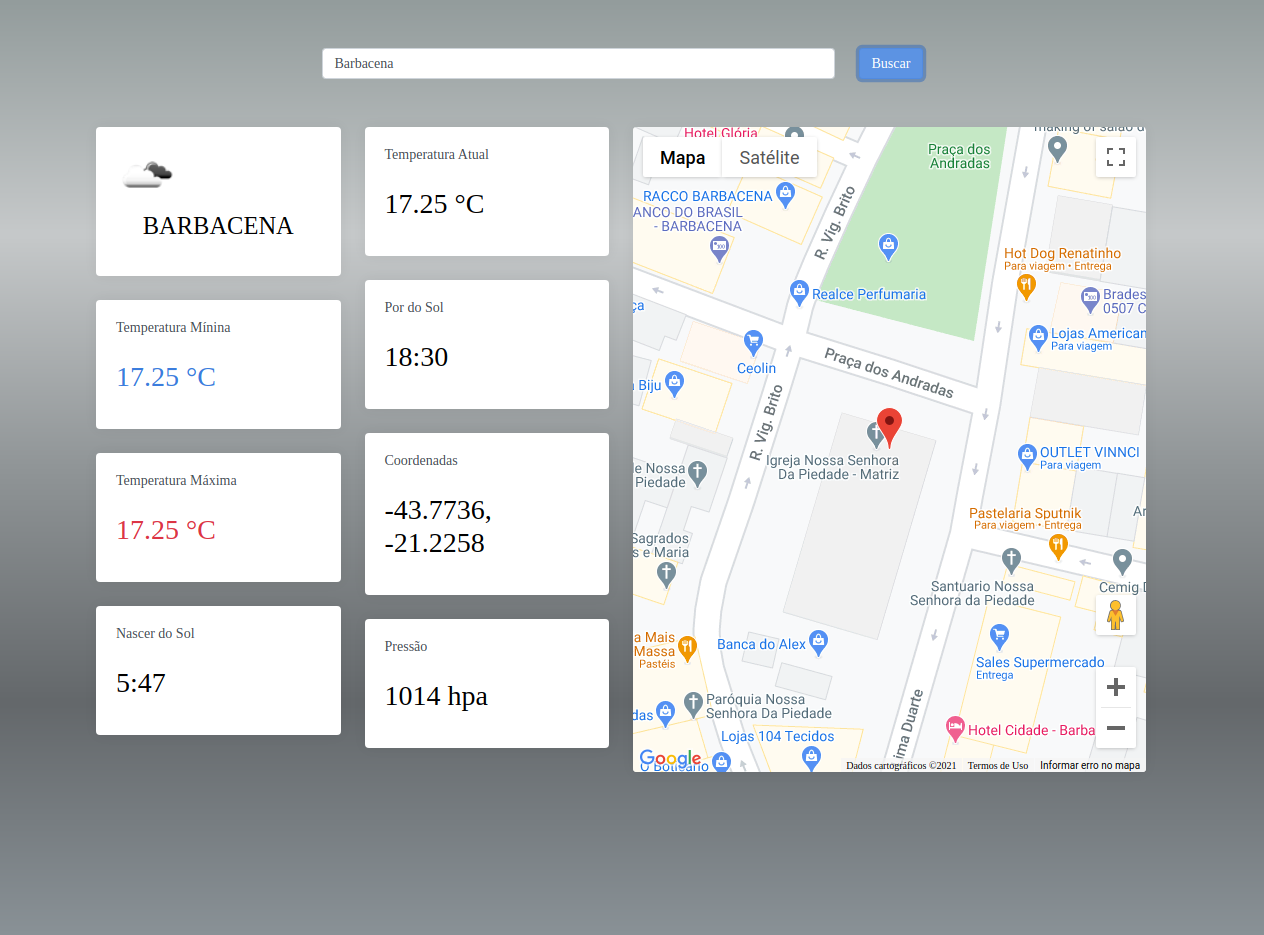 Barbacena
Buscar
BARBACENA
Temperatura Mínina
17.25 °C
Temperatura Máxima
17.25 °C
Nascer do Sol
5:47
Temperatura Atual
17.25 °C
Por do Sol
18:30
Coordenadas
-43.7736,
-21.2258
Pressão
1014 hpa
Mapa
Satélite
Hotel Glória
Praça dos
Andradas
RACCO BARBACENA
ANCO DO BRASIL
- BARBACENA
R. Vig. Brito
Hot Dog Renatinho
Para viagem • Entrega
Realce Perfumaria
Brades
0507 C
ça
Lojas American
Para viagem
Ceolin
Praça dos Andradas
Biju
R. Vig. Brito
Igreja Nossa Senhora
Da Piedade - Matriz
OUTLET VINNCI
Para viagem
e Nossa
Piedade
Pastelaria Sputnik
Para viagem • Entrega
Sagrados
s e Maria
Santuario Nossa
Senhora da Piedade
Cemig
a Mais
Massa
Pastéis
Banca do Alex
Sales Supermercado
Entrega
Paróquia Nossa
Senhora Da Piedade
das
ima Duarte
Hotel Cidade - Barba
Lojas 104 Tecidos
Google
O Boticário
Dados cartográficos ©2021
Termos de Uso
Informar erro no mapa